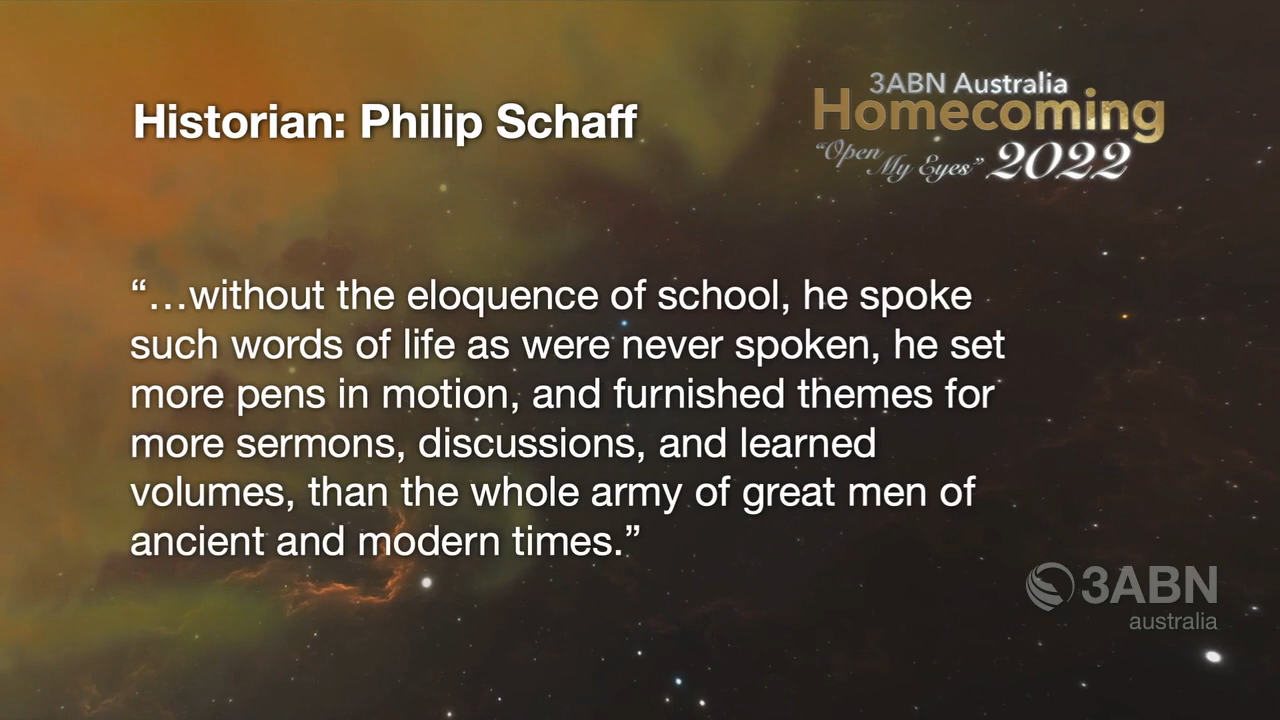 Historian: Philip Schaff
3ABN Australia
Homecoming
“Open My Eyes” 2022
“…without the eloquence of school, he spoke
such words of life as were never spoken, he set
more pens in motion, and furnished themes for
more sermons, discussions, and learned
volumes, than the whole army of great men of
ancient and modern times.”
3ABN
australia